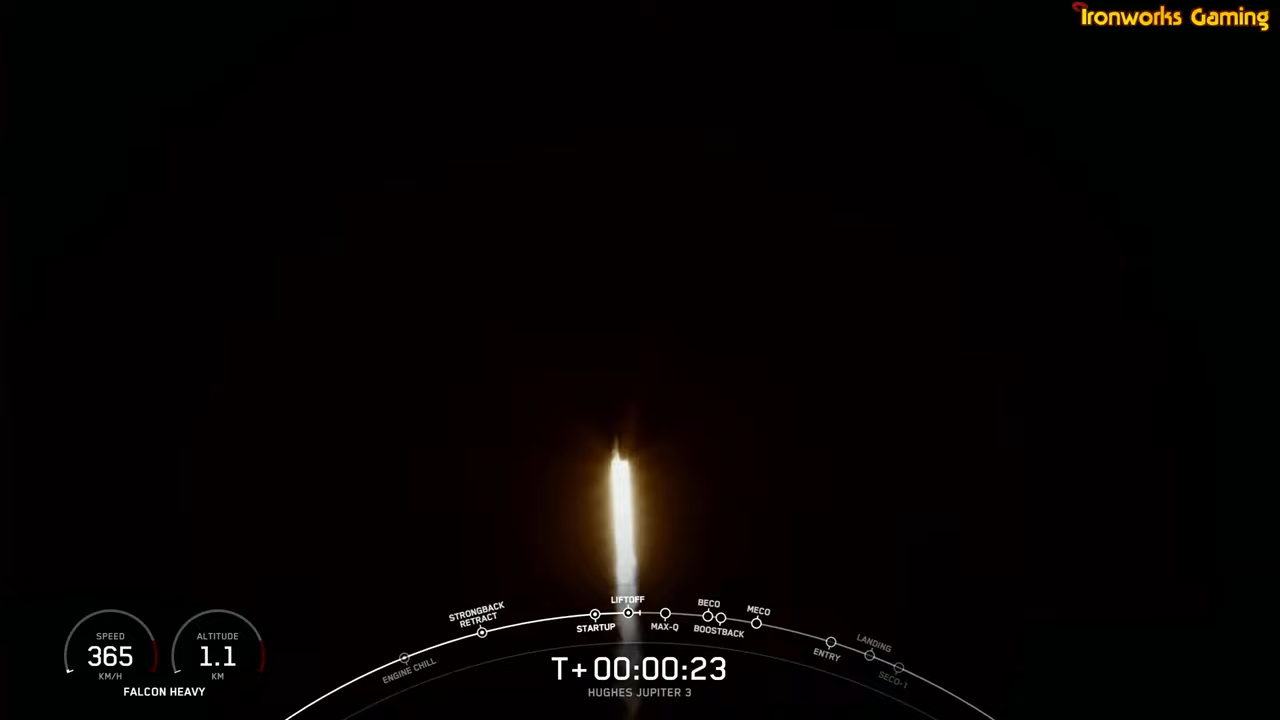 Ironworks Gaming
STRONGBACK
RETRACT
LIFTOFF
BECO
MECO
LANDING
ENGINE CHILL
STARTUP
MAX-Q
BOOSTBACK
ENTRY
SECO-1
SPEED
365
KM/H
ALTITUDE
1.1
KM
FALCON HEAVY
T+00:00:23
HUGHES JUPITER 3